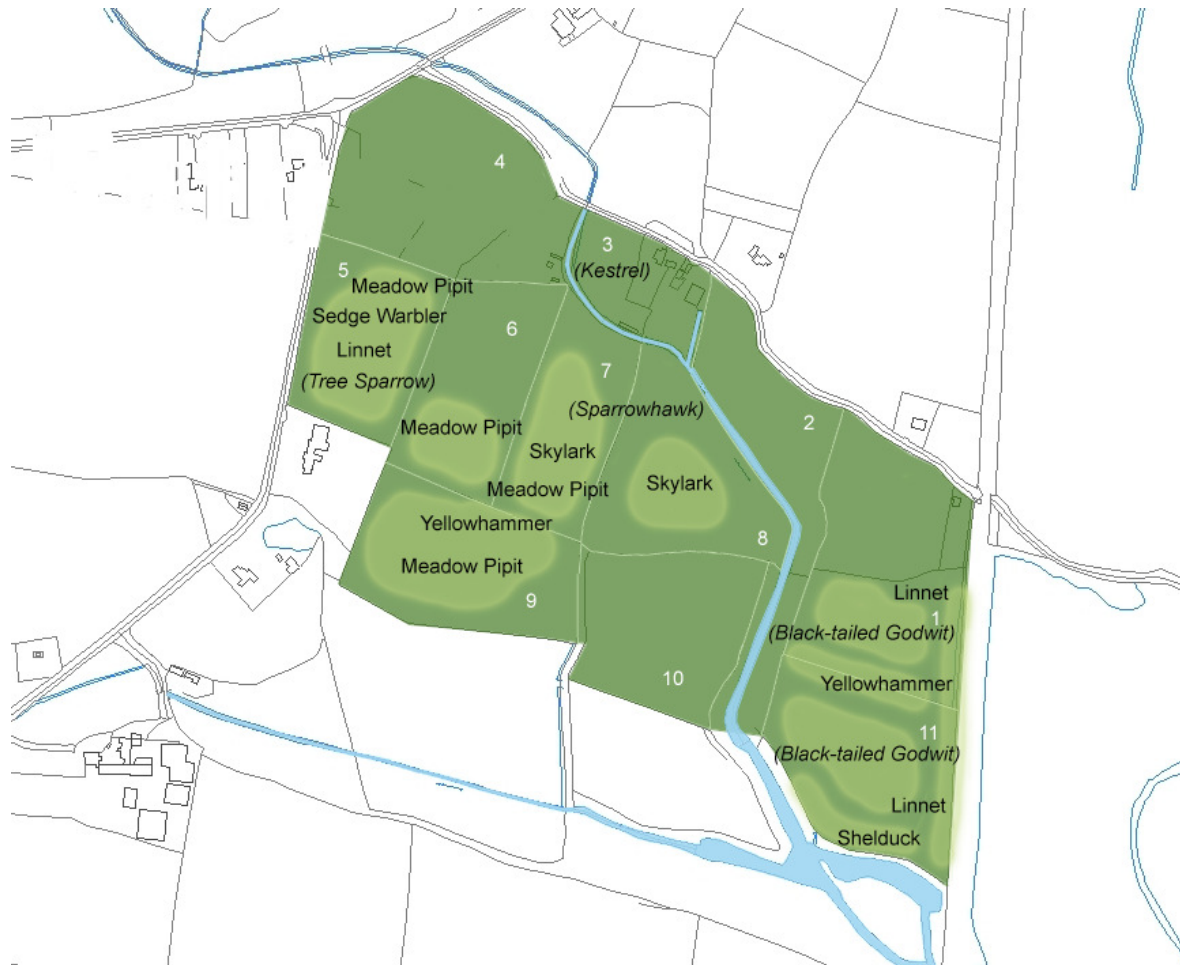 4
3
(Kestrel)
5
Meadow Pipit
Sedge Warbler
Linnet
(Tree Sparrow)
6
7
(Sparrowhawk)
2
Meadow Pipit
Skylark
Meadow Pipit
Skylark
Yellowhammer
Meadow Pipit
8
9
Linnet
1
(Black-tailed Godwit)
Yellowhammer
10
11
(Black-tailed Godwit)
Linnet
Shelduck